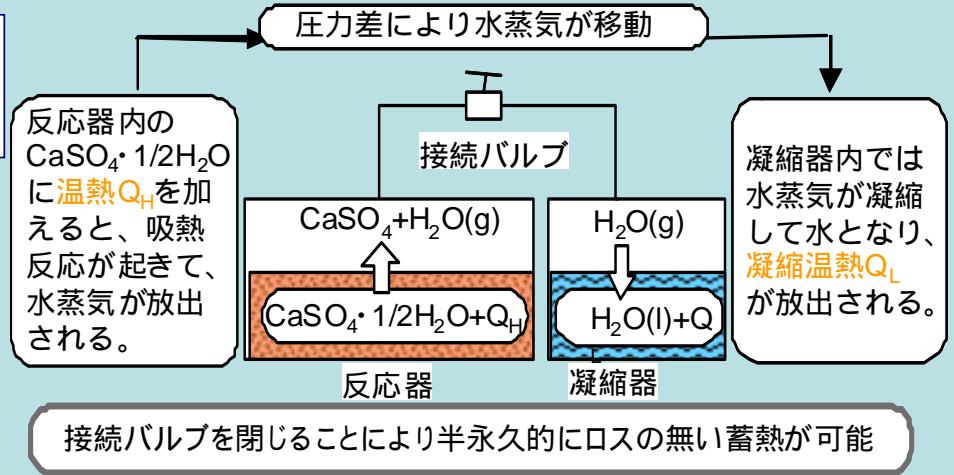 圧力差により水蒸気が移動
反応器内の
CaSO₄・1/2H₂O
に温熱Q_Hを加
えると、吸熱
反応が起きて、
水蒸気が放出
される。
接続バルブ
CaSO₄+H₂O(g)
CaSO₄・1/2H₂O+Q_H
反応器
H₂O(g)
H₂O(l)+Q
凝縮器
凝縮器内では
水蒸気が凝縮
して水となり、
凝縮温熱Q_L
が放出される。
接続バルブを閉じることにより半永久的にロスの無い蓄熱が可能